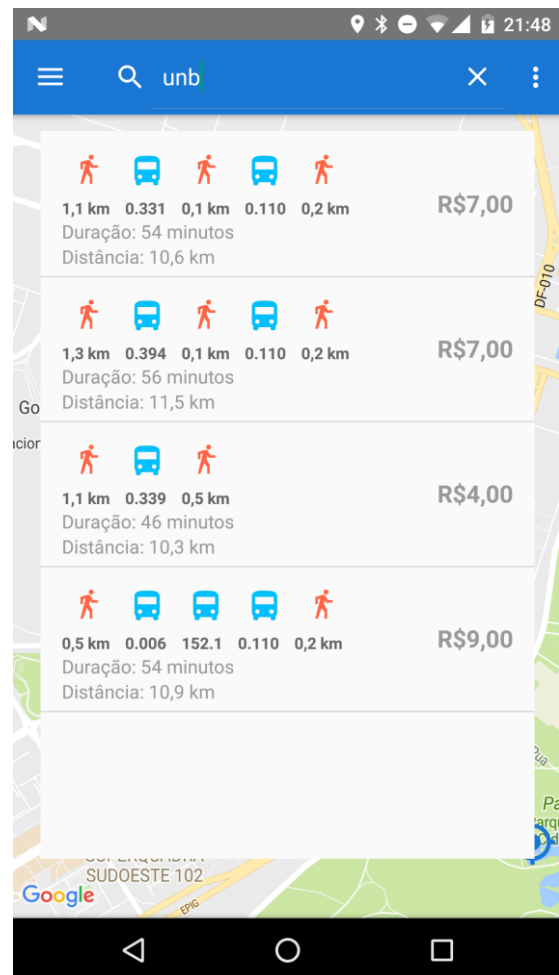 21:48
unb
1,1 km 0.331 0,1 km 0.110 0,2 km
R$7,00
Duração: 54 minutos
Distância: 10,6 km
DF-010
1,3 km 0.394 0,1 km 0.110 0,2 km
R$7,00
Duração: 56 minutos
Distância: 11,5 km
Go
acion
1,1 km 0.339 0,5 km
R$4,00
Duração: 46 minutos
Distância: 10,3 km
0,5 km 0.006 152.1 0.110 0,2 km
R$9,00
Duração: 54 minutos
Distância: 10,9 km
Rua
Pa
SUDOESTE 102
Google
EPIG